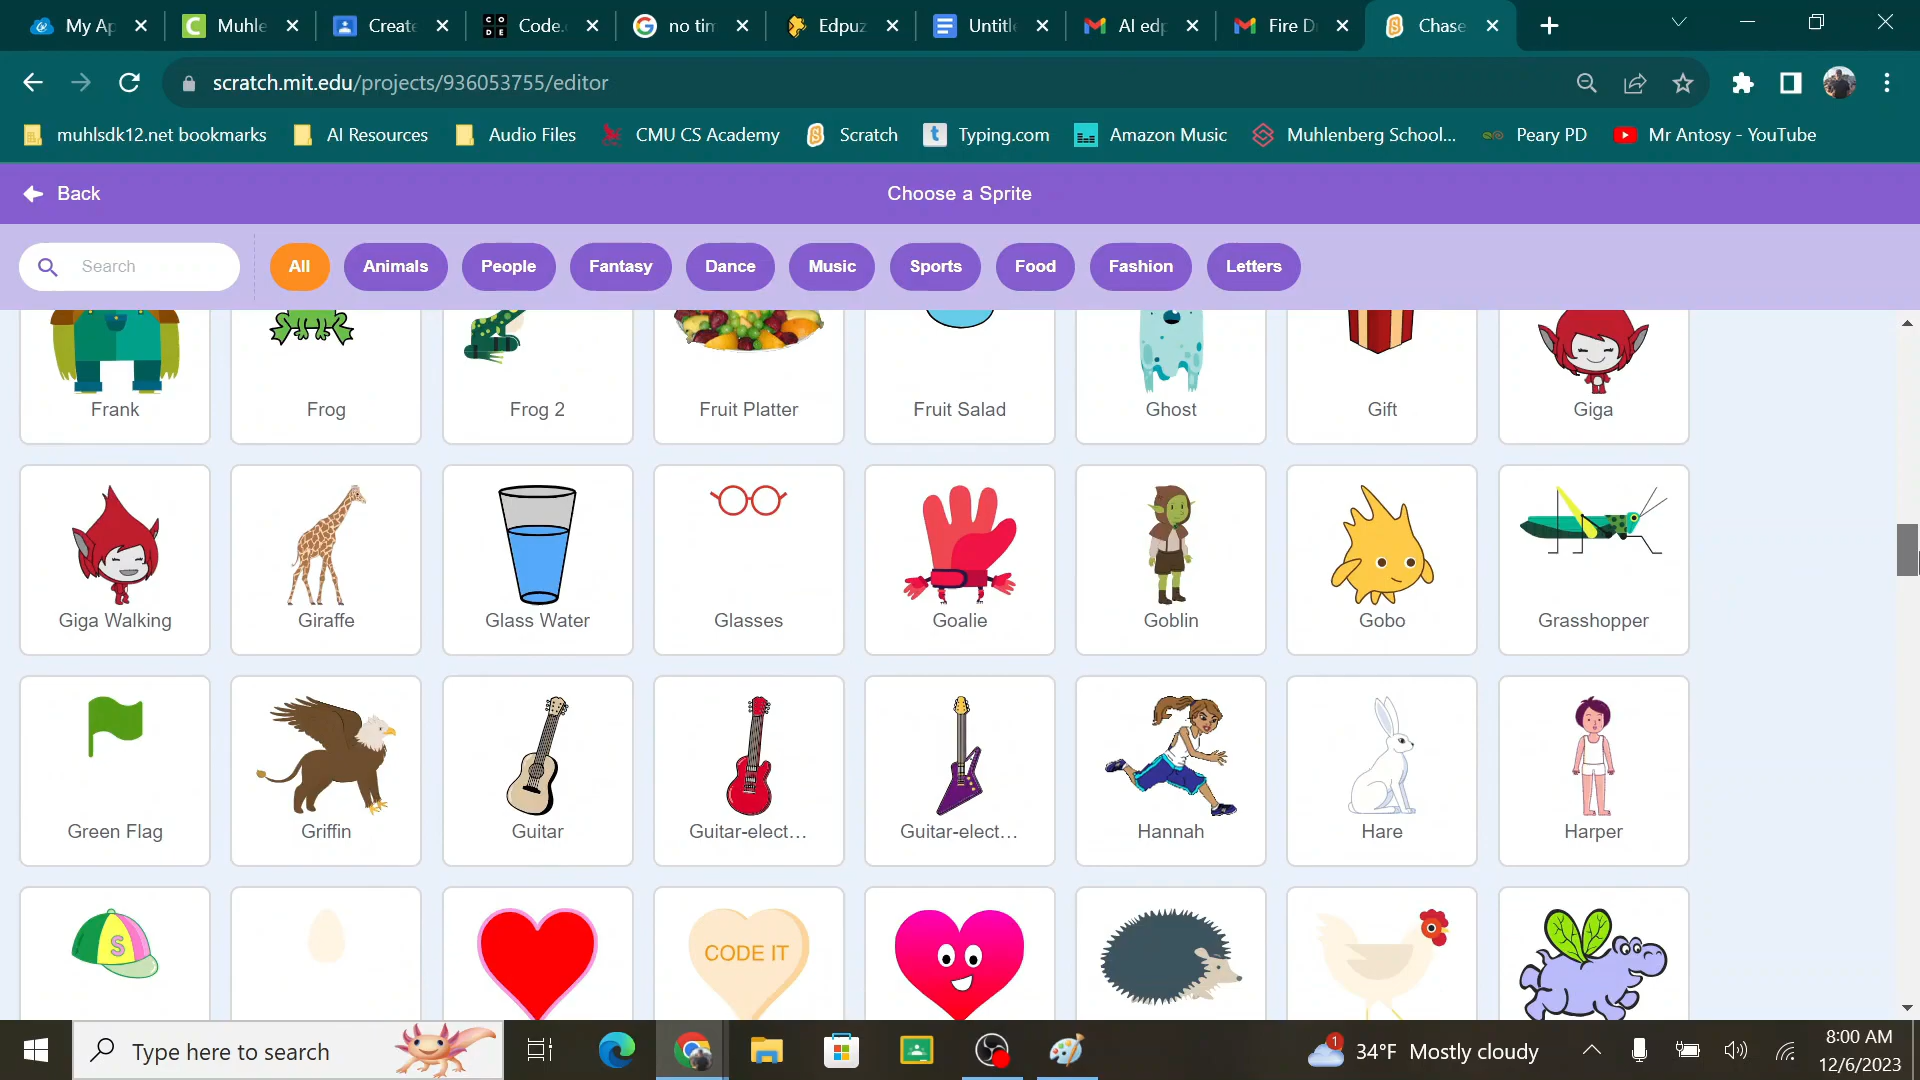 My Ap
Muhle
Create
Code.
no tim
Edpuz
Untitle
AI edp
Fire D
Chase
scratch.mit.edu/projects/936053755/editor
muhlsdk12.net bookmarks
AI Resources
Audio Files
CMU CS Academy
Scratch
Typing.com
Amazon Music
Muhlenberg School...
Peary PD
Mr Antosy - YouTube
Back
Choose a Sprite
Search
All
Animals
People
Fantasy
Dance
Music
Sports
Food
Fashion
Letters
Frank
Frog
Frog 2
Fruit Platter
Fruit Salad
Ghost
Gift
Giga
Giga Walking
Giraffe
Glass Water
Glasses
Goalie
Goblin
Gobo
Grasshopper
Green Flag
Griffin
Guitar
Guitar-elect...
Guitar-elect...
Hannah
Hare
Harper
S
CODE IT
Type here to search
1
34°F Mostly cloudy
8:00 AM
12/6/2023